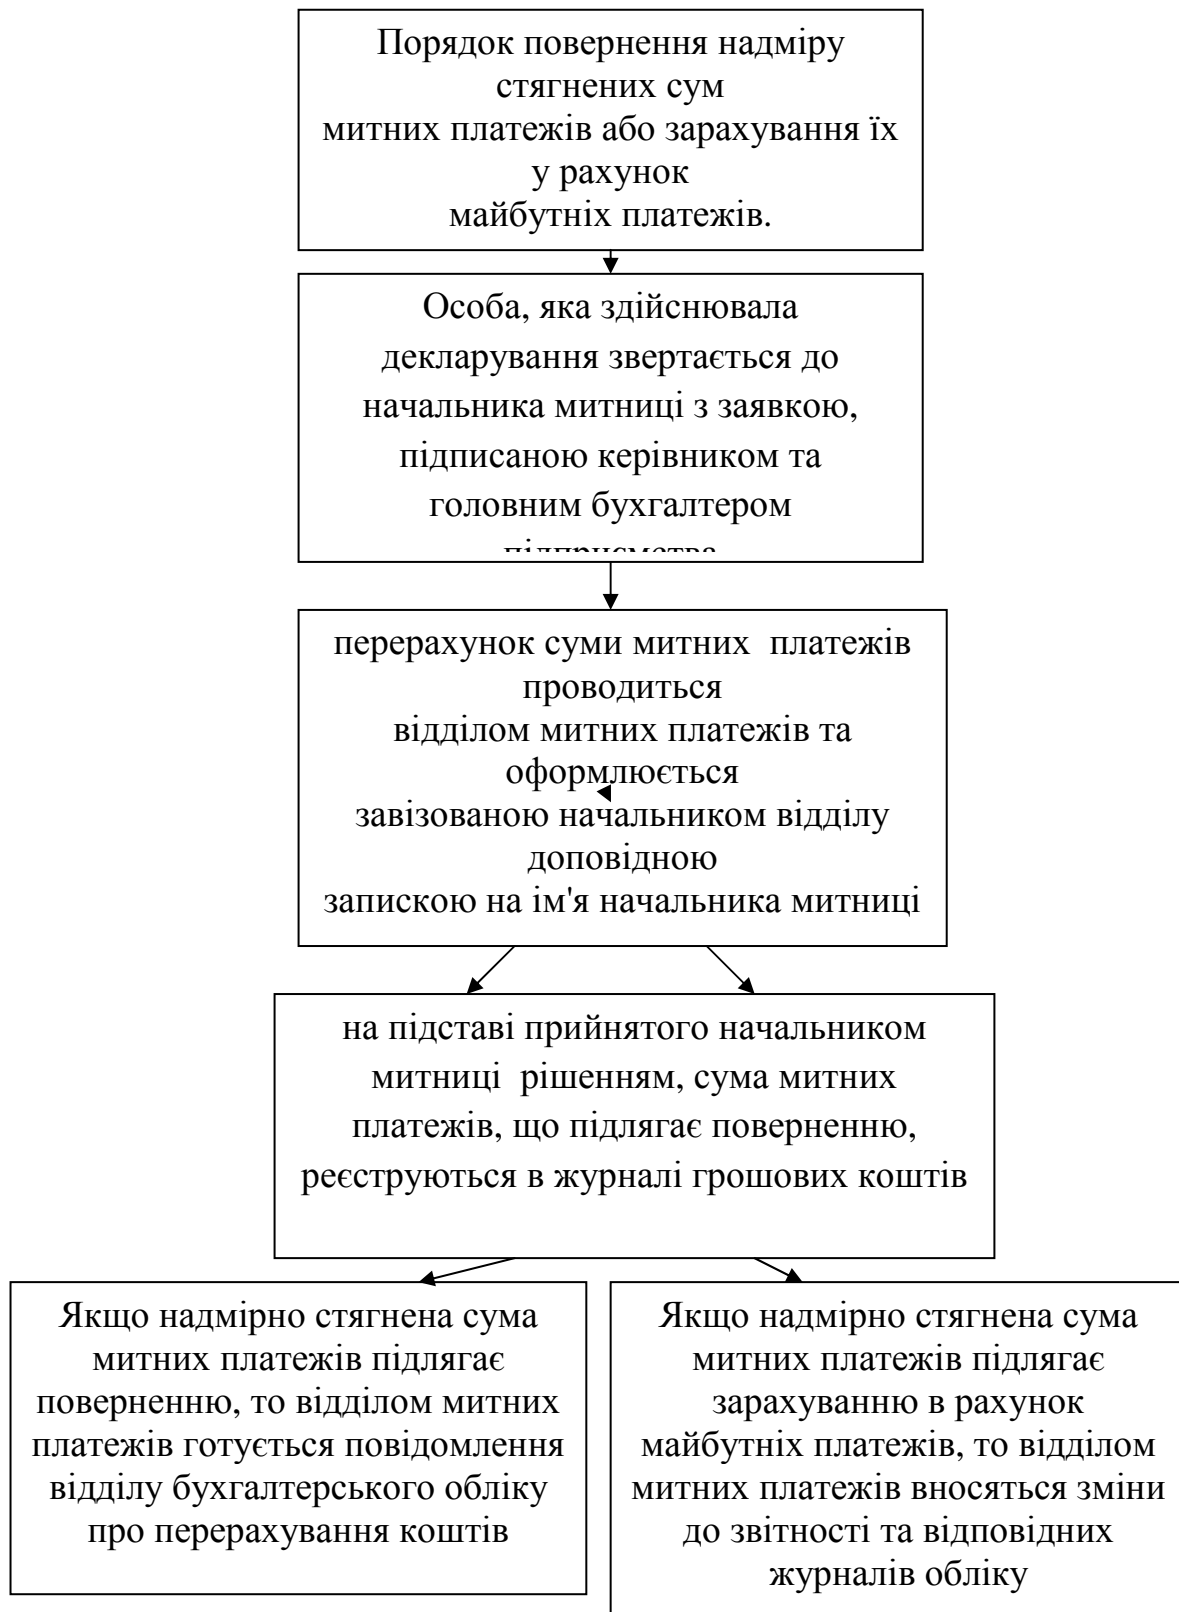 Порядок повернення надміру
стягнених сум
митних платежів або зарахування їх
у рахунок
майбутніх платежів.
Особа, яка здійснювала
декларування звертається до
начальника митниці з заявкою,
підписаною керівником та
головним бухгалтером
підприємства
перерахунок суми митних  платежів
проводиться
відділом митних платежів та
оформлюється
завізованою начальником відділу
доповідною
запискою на ім'я начальника митниці
на підставі прийнятого начальником
митниці  рішенням, сума митних
платежів, що підлягає поверненню,
реєструються в журналі грошових коштів
Якщо надмірно стягнена сума
митних платежів підлягає
поверненню, то відділом митних
платежів готується повідомлення
відділу бухгалтерського обліку
про перерахування коштів
Якщо надмірно стягнена сума
митних платежів підлягає
зарахуванню в рахунок
майбутніх платежів, то відділом
митних платежів вносяться зміни
до звітності та відповідних
журналів обліку